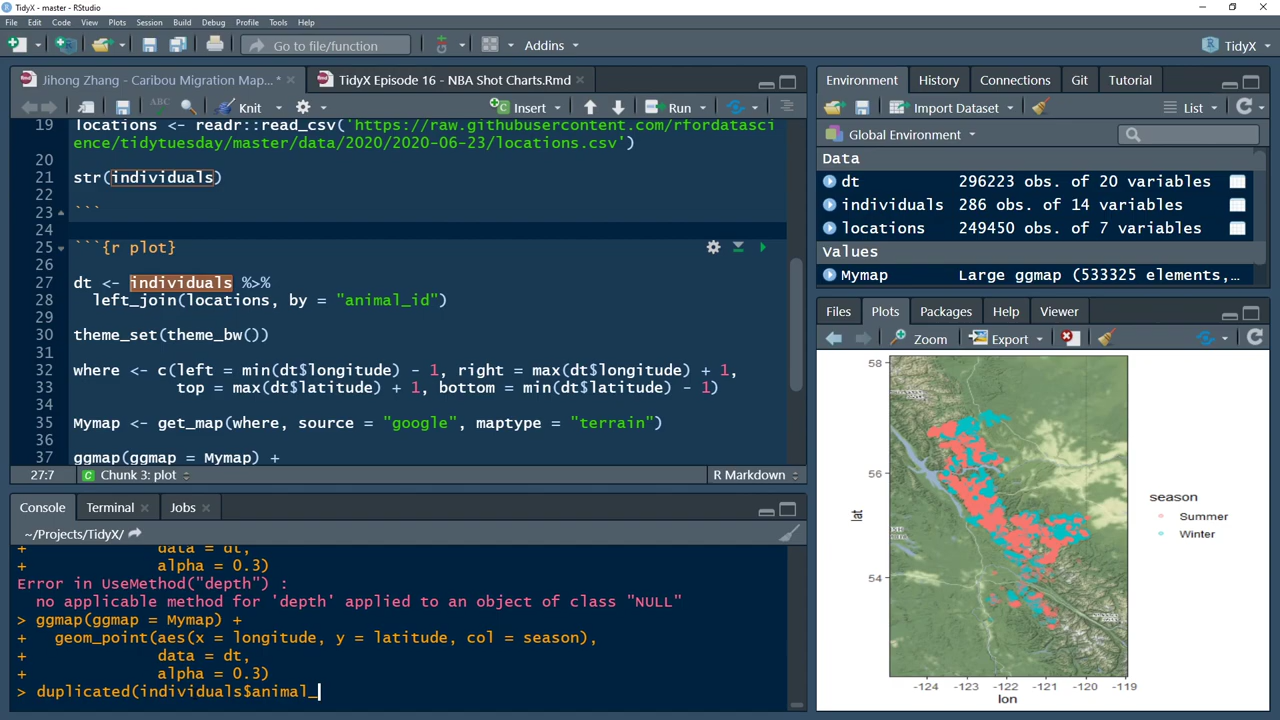 TidyX - master - RStudio
File Edit Code View Plots Session Build Debug Profile Tools Help
Go to file/function Addins TidyX
Jihong Zhang - Caribou Migration Map...* TidyX Episode 16 - NBA Shot Charts.Rmd
ABC Knit Insert Run
19 locations <- readr::read_csv('https://raw.githubusercontent.com/rfordatasci
ence/tidytuesday/master/data/2020/2020-06-23/locations.csv')
20
21 str(individuals)
22
23 ```
24
25 ```{r plot}
26
27 dt <- individuals %>%
28 left_join(locations, by = "animal_id")
29
30 theme_set(theme_bw())
31
32 where <- c(left = min(dt$longitude) - 1, right = max(dt$longitude) + 1,
33 top = max(dt$latitude) + 1, bottom = min(dt$latitude) - 1)
34
35 Mymap <- get_map(where, source = "google", maptype = "terrain")
36
37 ggmap(ggmap = Mymap) +
27:7 Chunk 3: plot R Markdown
Console Terminal Jobs
~/Projects/TidyX/
+ data = dt,
+ alpha = 0.3)
Error in UseMethod("depth") :
no applicable method for 'depth' applied to an object of class "NULL"
> ggmap(ggmap = Mymap) +
+ geom_point(aes(x = longitude, y = latitude, col = season),
+ data = dt,
+ alpha = 0.3)
> duplicated(individuals$animal_
Environment History Connections Git Tutorial
Import Dataset List
Global Environment
Data
dt 296223 obs. of 20 variables
individuals 286 obs. of 14 variables
locations 249450 obs. of 7 variables
Values
Mymap Large ggmap (533325 elements,…
Files Plots Packages Help Viewer
Zoom Export
58
56
54
lat
-124 -123 -122 -121 -120 -119
lon
season
Summer
Winter